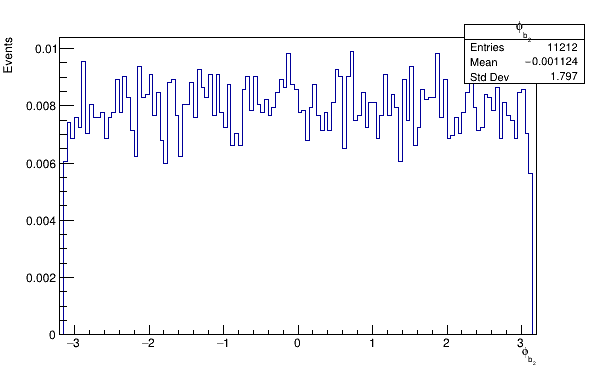 ϕ_b₂
Entries 11212
Mean −0.001124
Std Dev 1.797
Events
0.01
0.008
0.006
0.004
0.002
0
−3 −2 −1 0 1 2 3
ϕ_b₂